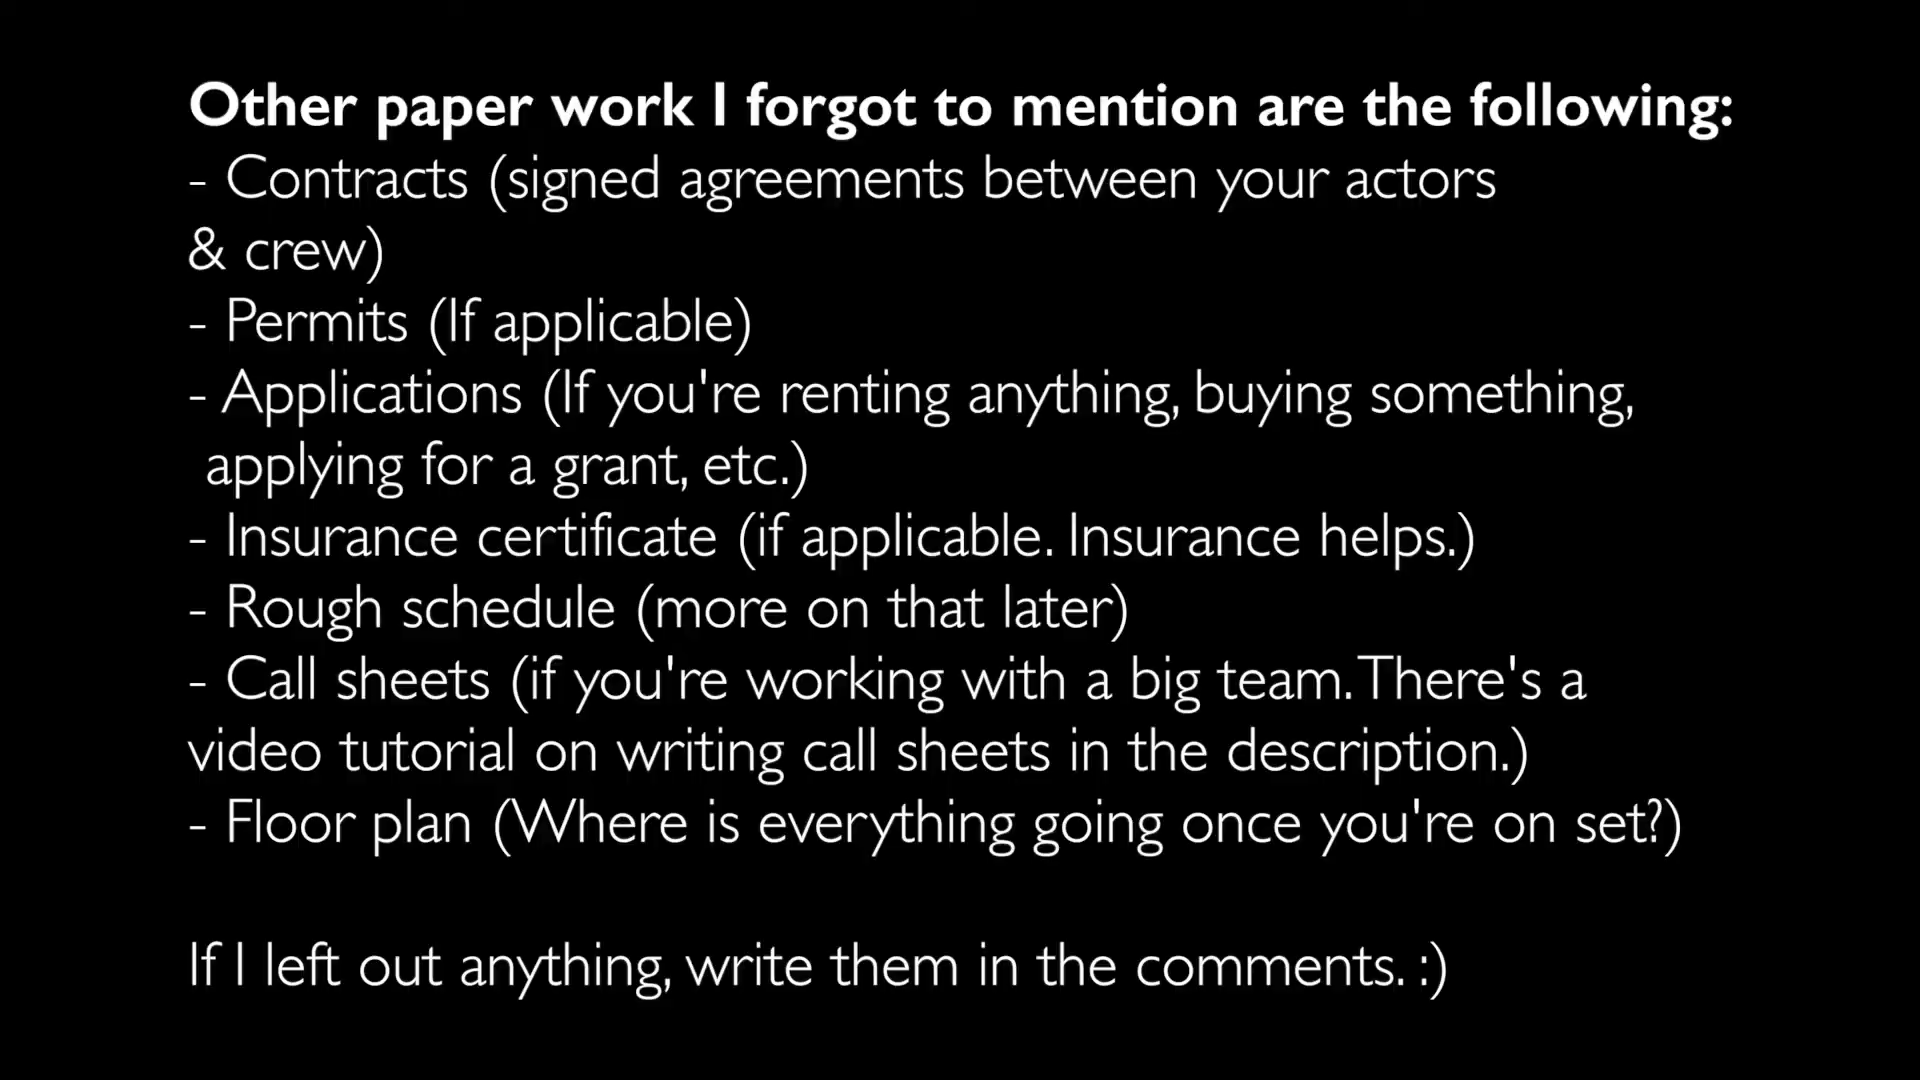 Other paper work I forgot to mention are the following:
- Contracts (signed agreements between your actors
& crew)
- Permits (If applicable)
- Applications (If you're renting anything, buying something,
applying for a grant, etc.)
- Insurance certificate (if applicable. Insurance helps.)
- Rough schedule (more on that later)
- Call sheets (if you're working with a big team. There's a
video tutorial on writing call sheets in the description.)
- Floor plan (Where is everything going once you're on set?)
If I left out anything, write them in the comments. :)